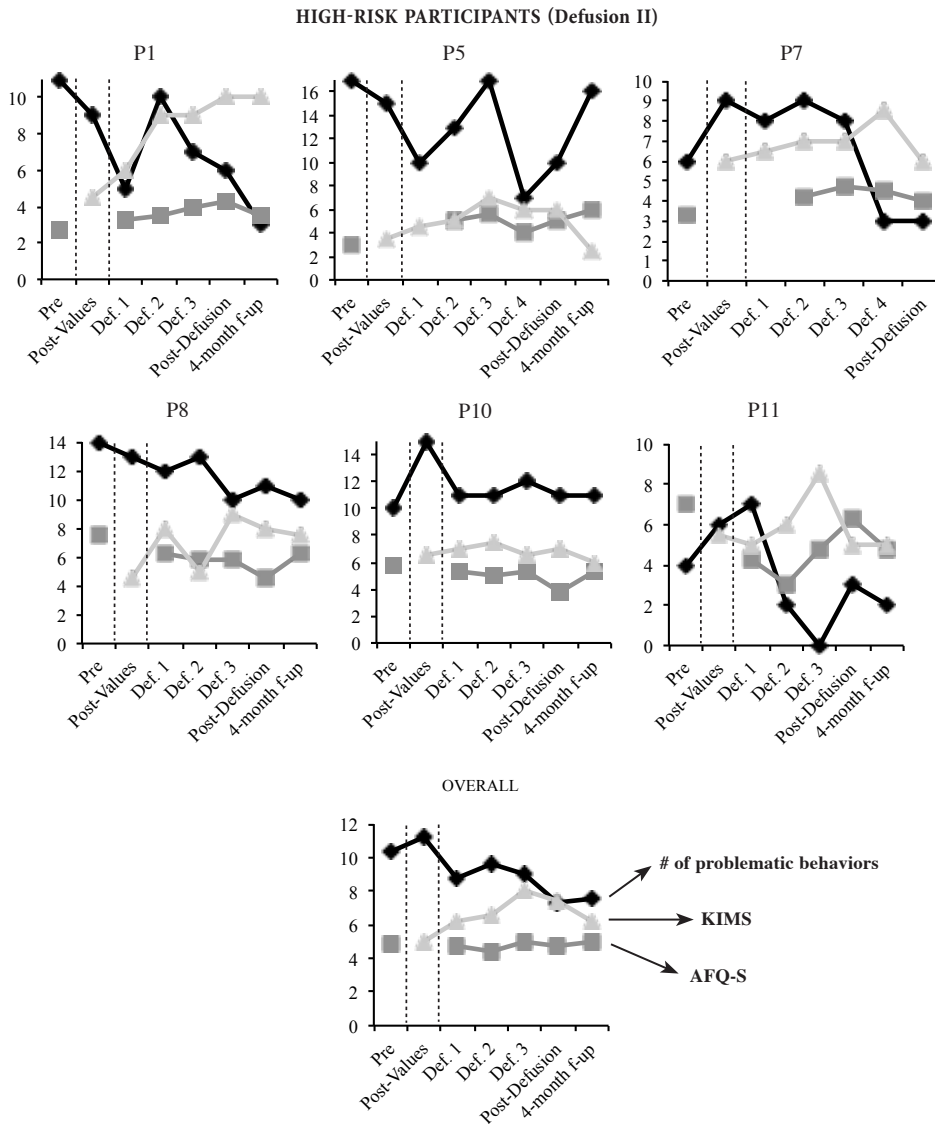 HIGH-RISK PARTICIPANTS (Defusion II)
P1
10
8
6
4
2
0
Pre
Post-Values
Def. 1
Def. 2
Def. 3
Post-Defusion
4-month f-up
P5
16
14
12
10
8
6
4
2
0
Pre
Post-Values
Def. 1
Def. 2
Def. 3
Def. 4
Post-Defusion
4-month f-up
P7
10
9
8
7
6
5
4
3
3
1
0
Pre
Post-Values
Def. 1
Def. 2
Def. 3
Def. 4
Post-Defusion
P8
14
12
10
8
6
4
2
0
Pre
Post-Values
Def. 1
Def. 2
Def. 3
Post-Defusion
4-month f-up
P10
14
12
10
8
6
4
2
0
Pre
Post-Values
Def. 1
Def. 2
Def. 3
Post-Defusion
4-month f-up
P11
10
8
6
4
2
0
Pre
Post-Values
Def. 1
Def. 2
Def. 3
Post-Defusion
4-month f-up
OVERALL
12
10
8
6
4
2
0
Pre
Post-Values
Def. 1
Def. 2
Def. 3
Post-Defusion
4-month f-up
# of problematic behaviors
KIMS
AFQ-S